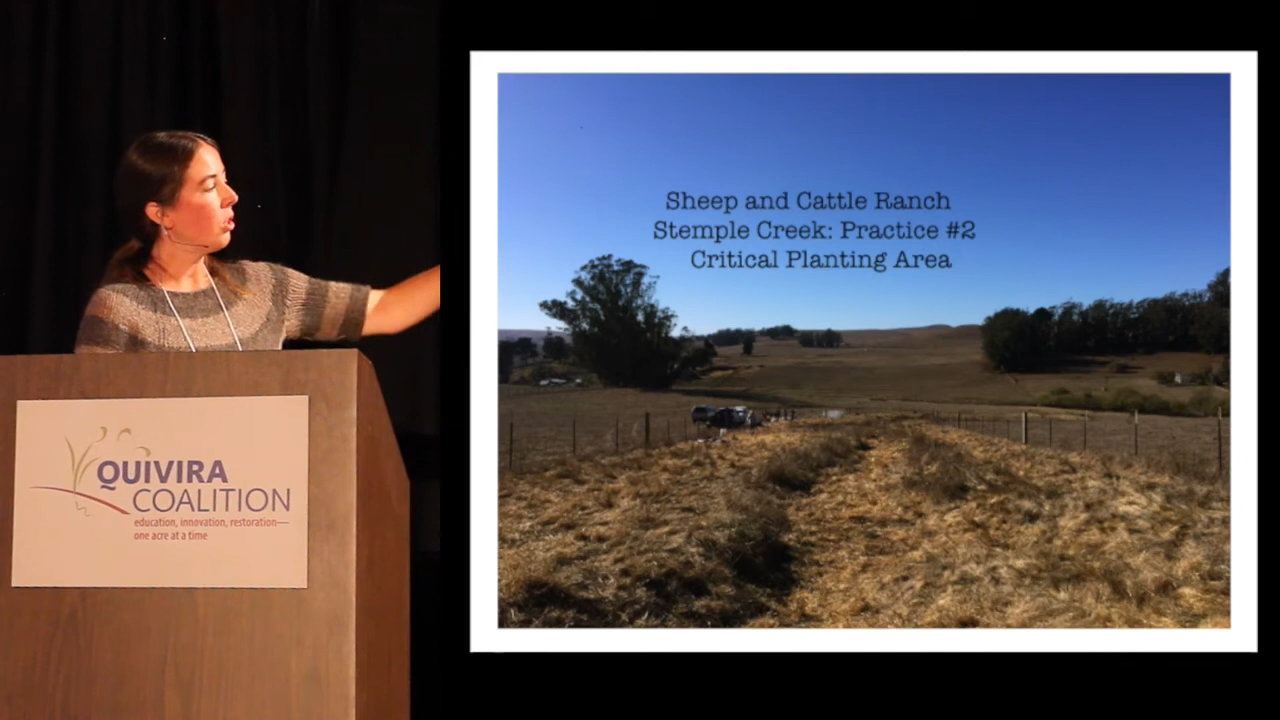 QUIVIRA
COALITION
education, innovation, restoration—
one acre at a time
Sheep and Cattle Ranch
Stemple Creek: Practice #2
Critical Planting Area